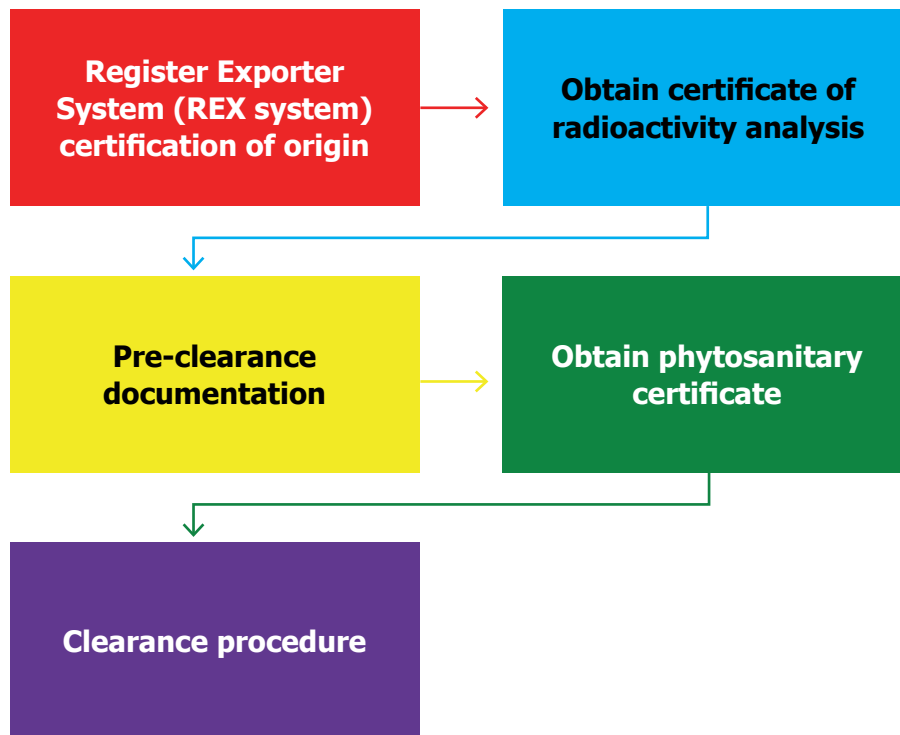 Register Exporter
System (REX system)
certification of origin
Obtain certificate of
radioactivity analysis
Pre-clearance
documentation
Obtain phytosanitary
certificate
Clearance procedure